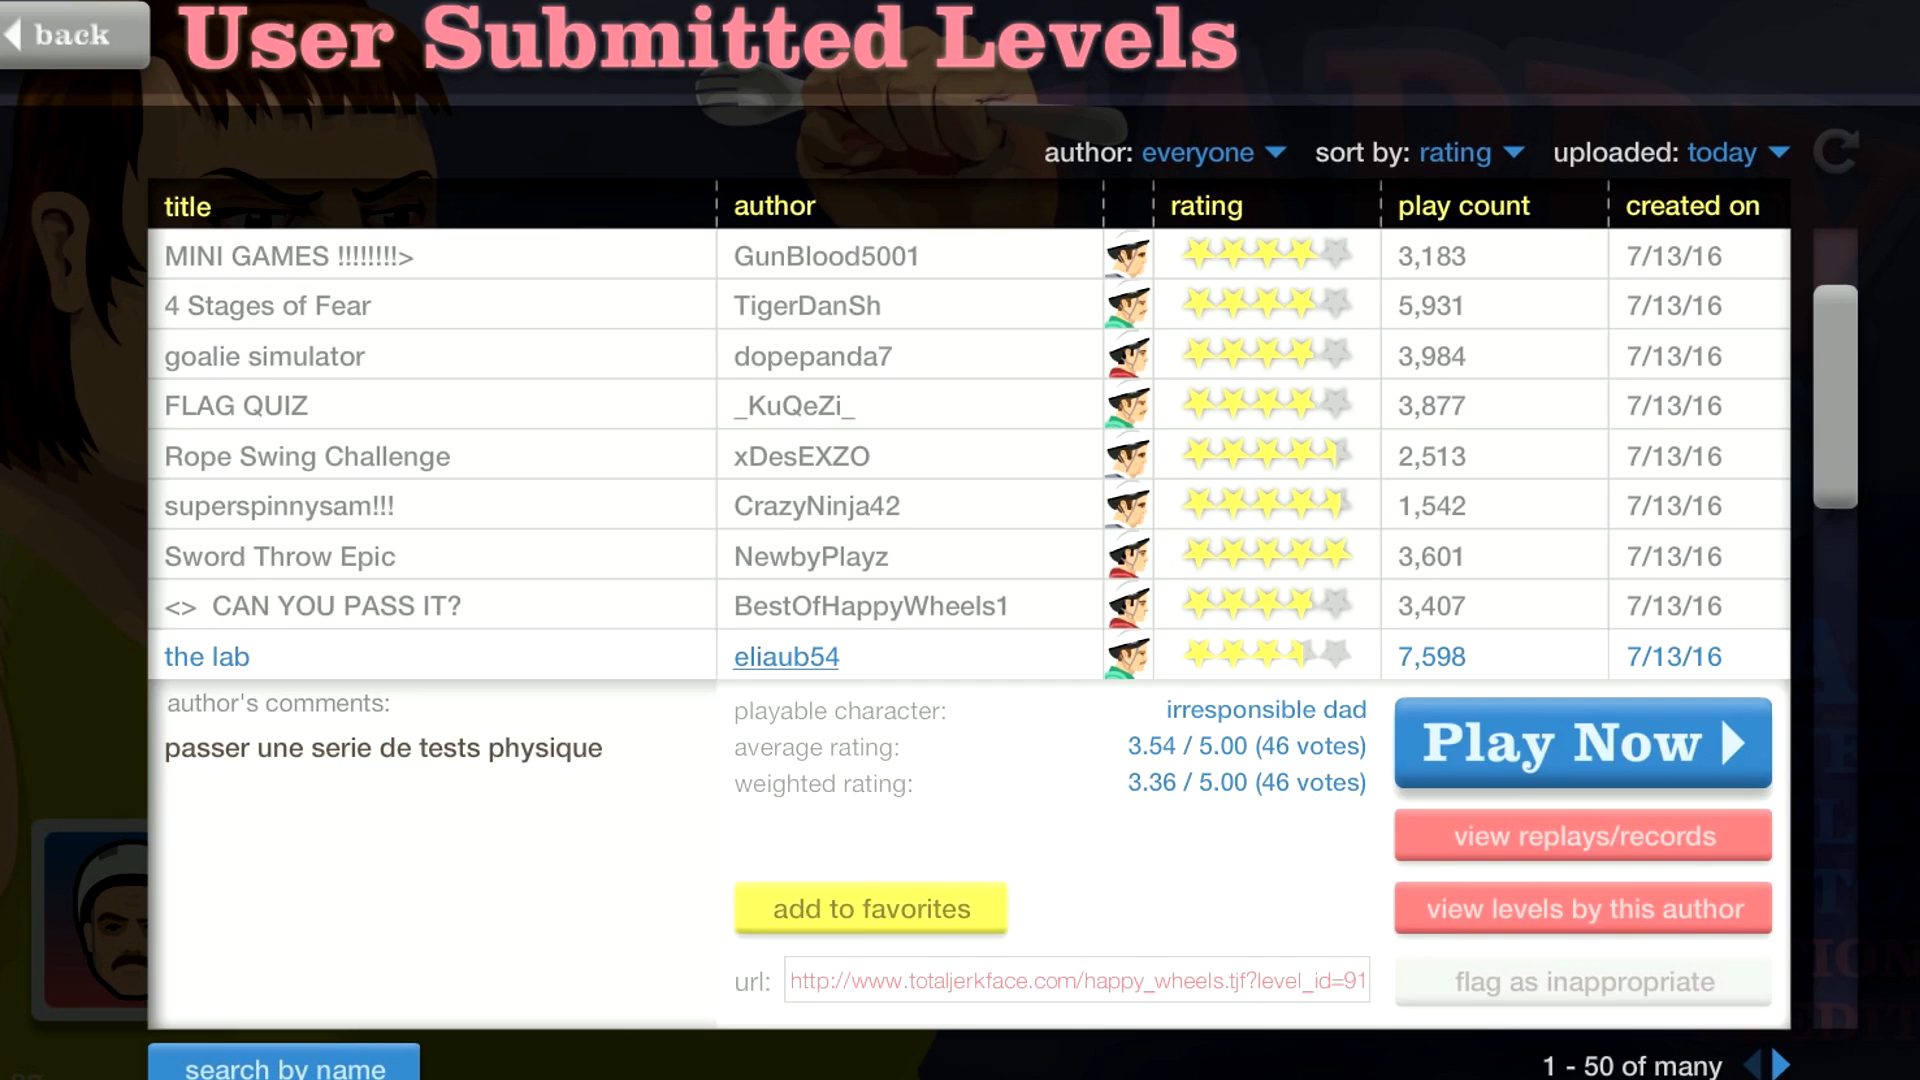 back
User Submitted Levels
author: everyone sort by: rating uploaded: today
title author rating play count created on
MINI GAMES !!!!!!!!> GunBlood5001 3,183 7/13/16
4 Stages of Fear TigerDanSh 5,931 7/13/16
goalie simulator dopepanda7 3,984 7/13/16
FLAG QUIZ _KuQeZi_ 3,877 7/13/16
Rope Swing Challenge xDesEXZO 2,513 7/13/16
superspinnysam!!! CrazyNinja42 1,542 7/13/16
Sword Throw Epic NewbyPlayz 3,601 7/13/16
<> CAN YOU PASS IT? BestOfHappyWheels1 3,407 7/13/16
the lab eliaub54 7,598 7/13/16
author's comments:
passer une serie de tests physique
playable character: irresponsible dad
average rating: 3.54 / 5.00 (46 votes)
weighted rating: 3.36 / 5.00 (46 votes)
Play Now
view replays/records
add to favorites
view levels by this author
url: http://www.totaljerkface.com/happy_wheels.tjf?level_id=91
flag as inappropriate
search by name
1 - 50 of many